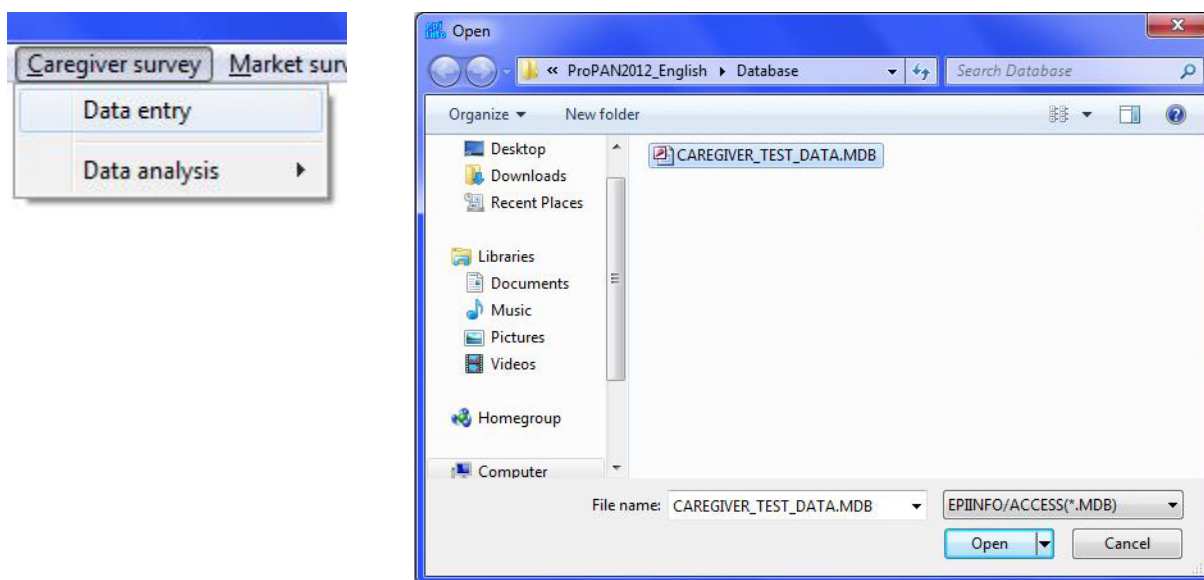 Caregiver survey Market surv
Data entry
Data analysis
Epi Info
Open
« ProPAN2012_English Database
Search Database
Organize New folder
Desktop
Downloads
Recent Places
Libraries
Documents
Music
Pictures
Videos
Homegroup
Computer
CAREGIVER_TEST_DATA.MDB
File name: CAREGIVER_TEST_DATA.MDB
EPIINFO/ACCESS(*.MDB)
Open Cancel